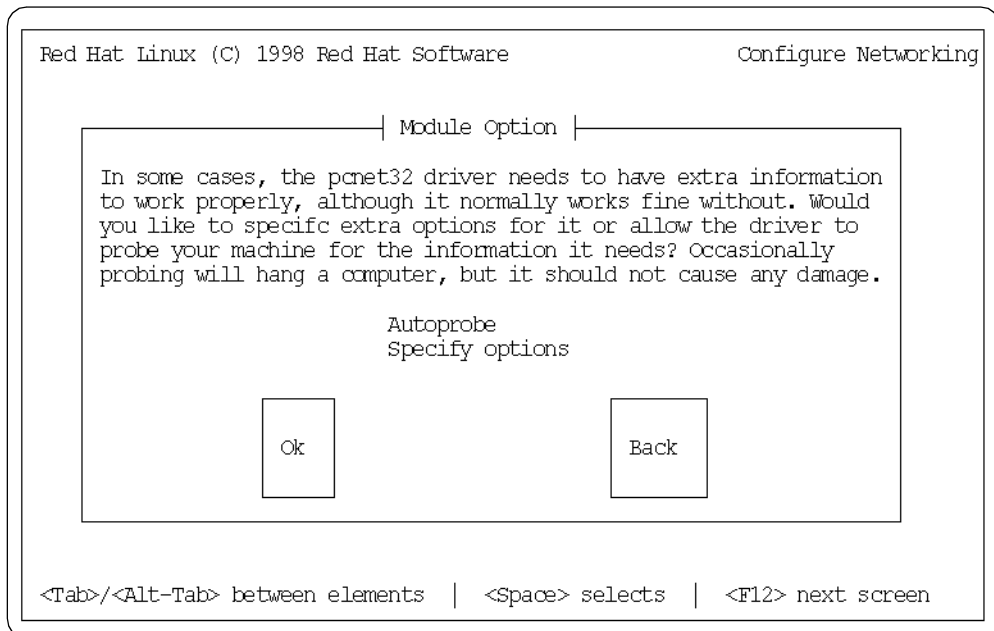 Red Hat Linux (C) 1998 Red Hat Software Configure Networking
Module Option
In some cases, the pcnet32 driver needs to have extra information
to work properly, although it normally works fine without. Would
you like to specifc extra options for it or allow the driver to
probe your machine for the information it needs? Occasionally
probing will hang a computer, but it should not cause any damage.
Autoprobe
Specify options
Ok Back
<Tab>/<Alt-Tab> between elements | <Space> selects | <F12> next screen